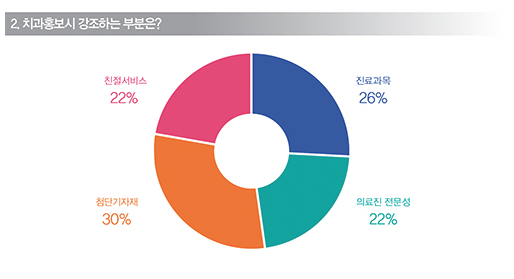 2. 치과홍보시 강조하는 부분은?
친절서비스
22%
진료과목
26%
첨단기자재
30%
의료진 전문성
22%